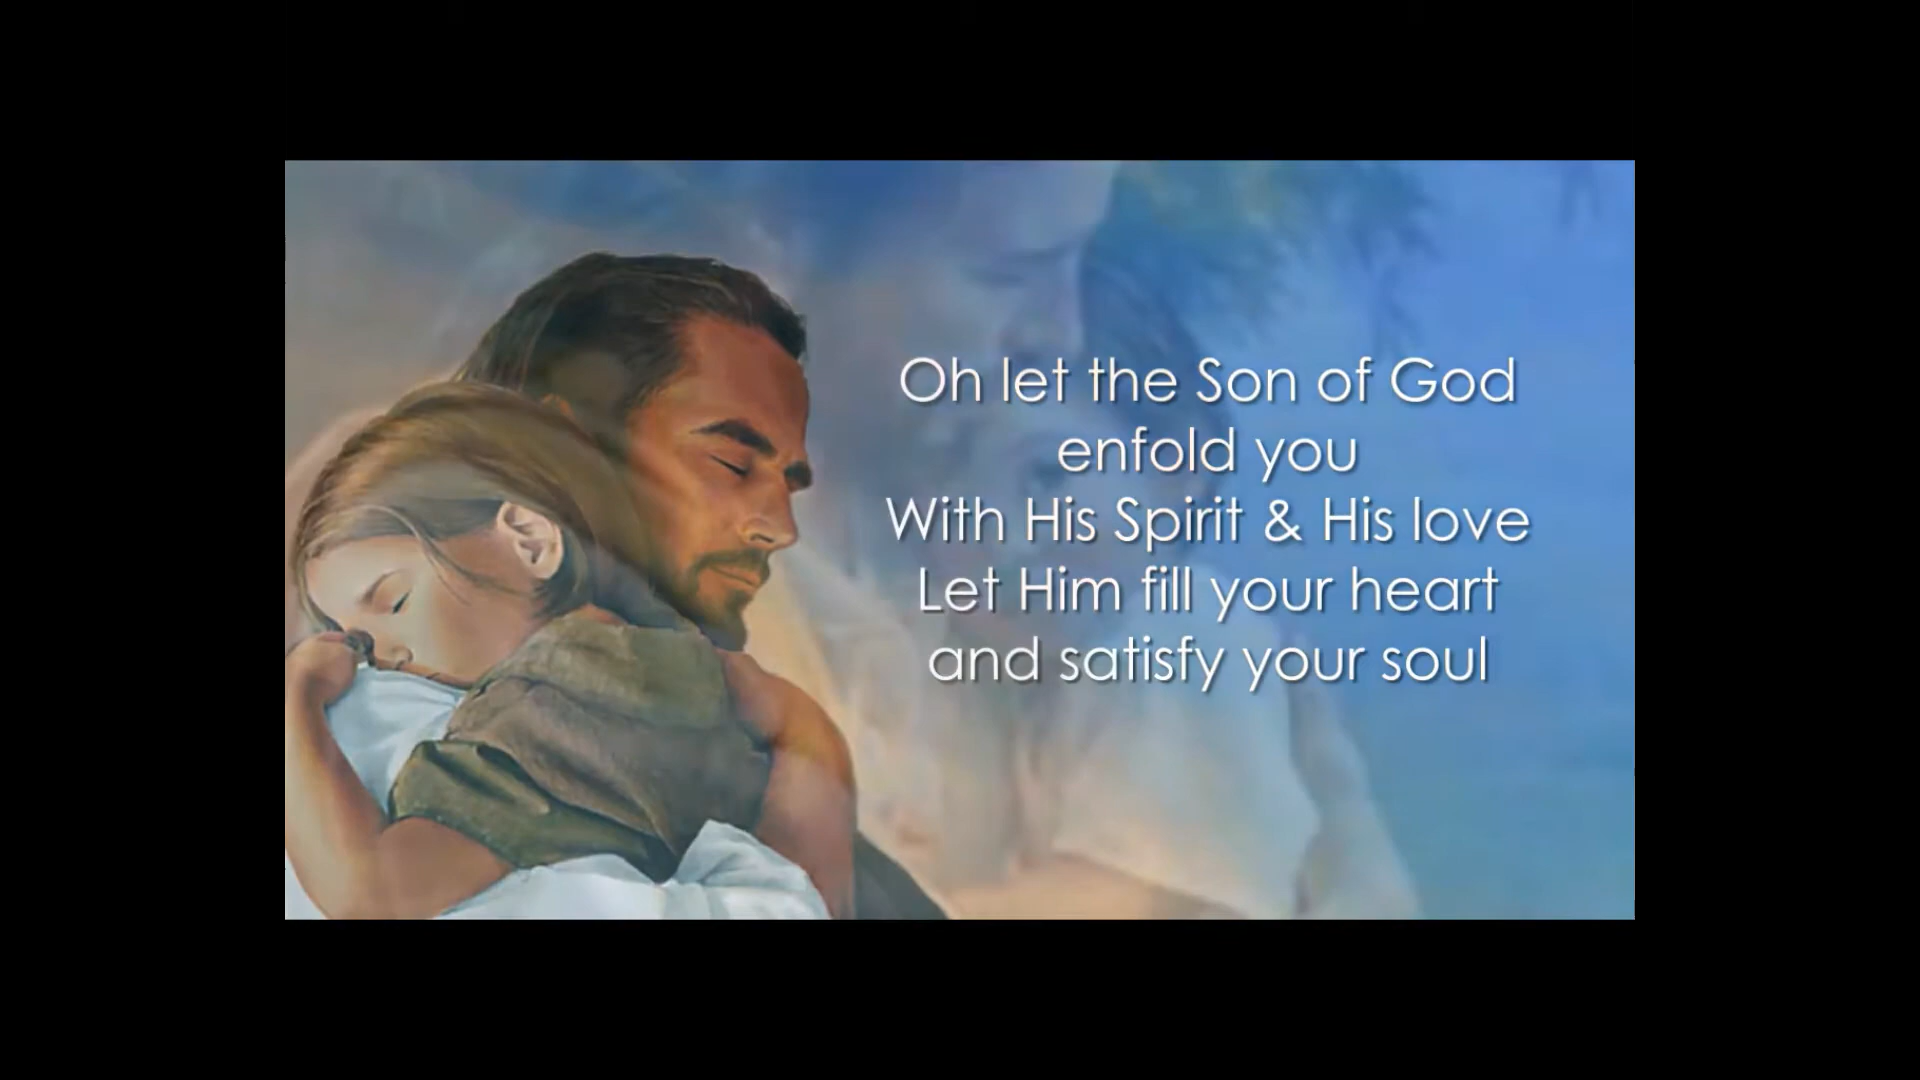 Oh let the Son of God
enfold you
With His Spirit & His love
Let Him fill your heart
and satisfy your soul